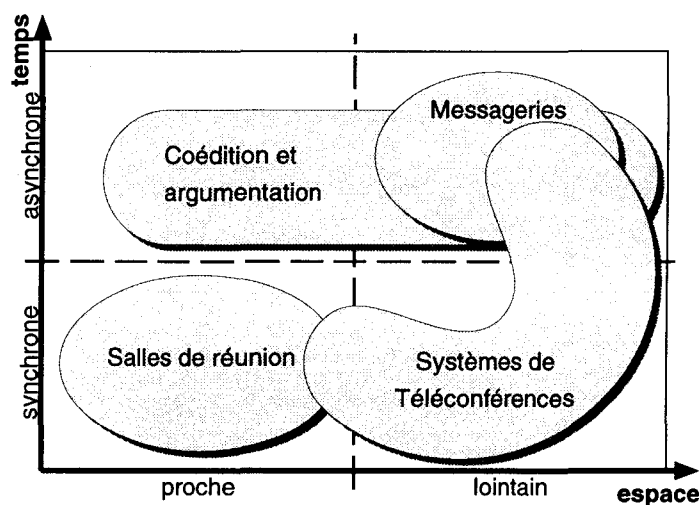 temps
asynchrone
synchrone
Messageries
Coédition et
argumentation
Salles de réunion
Systèmes de
Téléconférences
proche
lointain
espace